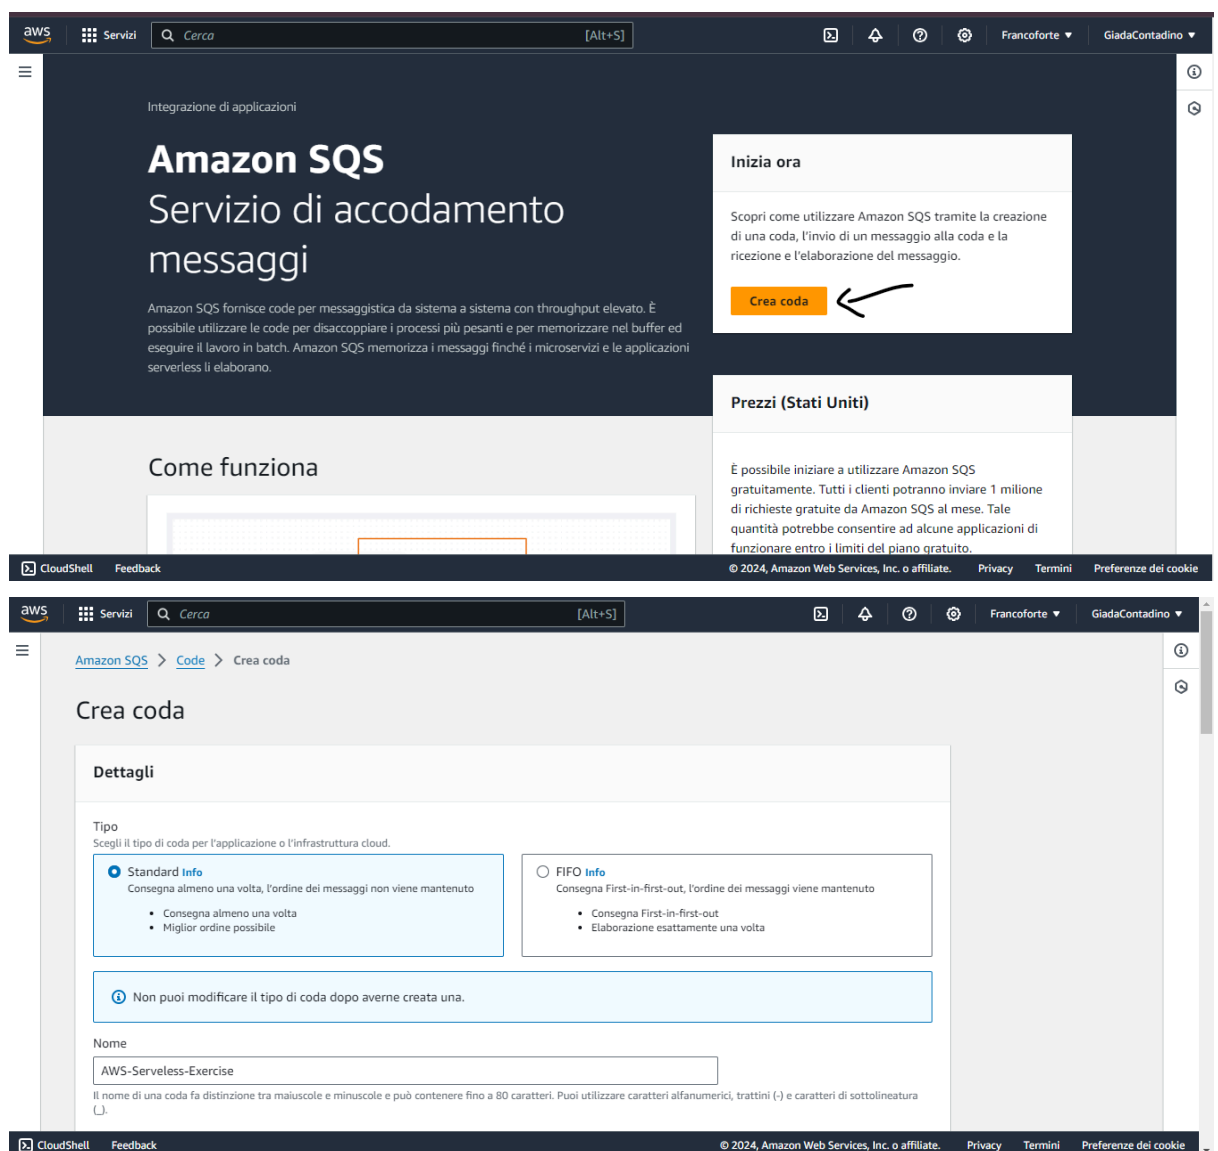 aws
Servizi
Cerca
[Alt+S]
Francoforte ▼
GiadaContadino ▼
Integrazione di applicazioni
Amazon SQS
Servizio di accodamento
messaggi
Amazon SQS fornisce code per messaggistica da sistema a sistema con throughput elevato. È
possibile utilizzare le code per disaccoppiare i processi più pesanti e per memorizzare nel buffer ed
eseguire il lavoro in batch. Amazon SQS memorizza i messaggi finché i microservizi e le applicazioni
serverless li elaborano.
Inizia ora
Scopri come utilizzare Amazon SQS tramite la creazione
di una coda, l'invio di un messaggio alla coda e la
ricezione e l'elaborazione del messaggio.
Crea coda
Prezzi (Stati Uniti)
È possibile iniziare a utilizzare Amazon SQS
gratuitamente. Tutti i clienti potranno inviare 1 milione
di richieste gratuite da Amazon SQS al mese. Tale
quantità potrebbe consentire ad alcune applicazioni di
funzionare entro i limiti del piano gratuito.
Come funziona
CloudShell
Feedback
© 2024, Amazon Web Services, Inc. o affiliate.
Privacy
Termini
Preferenze dei cookie
aws
Servizi
Cerca
[Alt+S]
Francoforte ▼
GiadaContadino ▼
Amazon SQS > Code > Crea coda
Crea coda
Dettagli
Tipo
Scegli il tipo di coda per l'applicazione o l'infrastruttura cloud.
Standard Info
Consegna almeno una volta, l'ordine dei messaggi non viene mantenuto
• Consegna almeno una volta
• Miglior ordine possibile
FIFO Info
Consegna First-in-first-out, l'ordine dei messaggi viene mantenuto
• Consegna First-in-first-out
• Elaborazione esattamente una volta
Non puoi modificare il tipo di coda dopo averne creata una.
Nome
AWS-Serveless-Exercise
Il nome di una coda fa distinzione tra maiuscole e minuscole e può contenere fino a 80 caratteri. Puoi utilizzare caratteri alfanumerici, trattini (-) e caratteri di sottolineatura
(_).
CloudShell
Feedback
© 2024, Amazon Web Services, Inc. o affiliate.
Privacy
Termini
Preferenze dei cookie